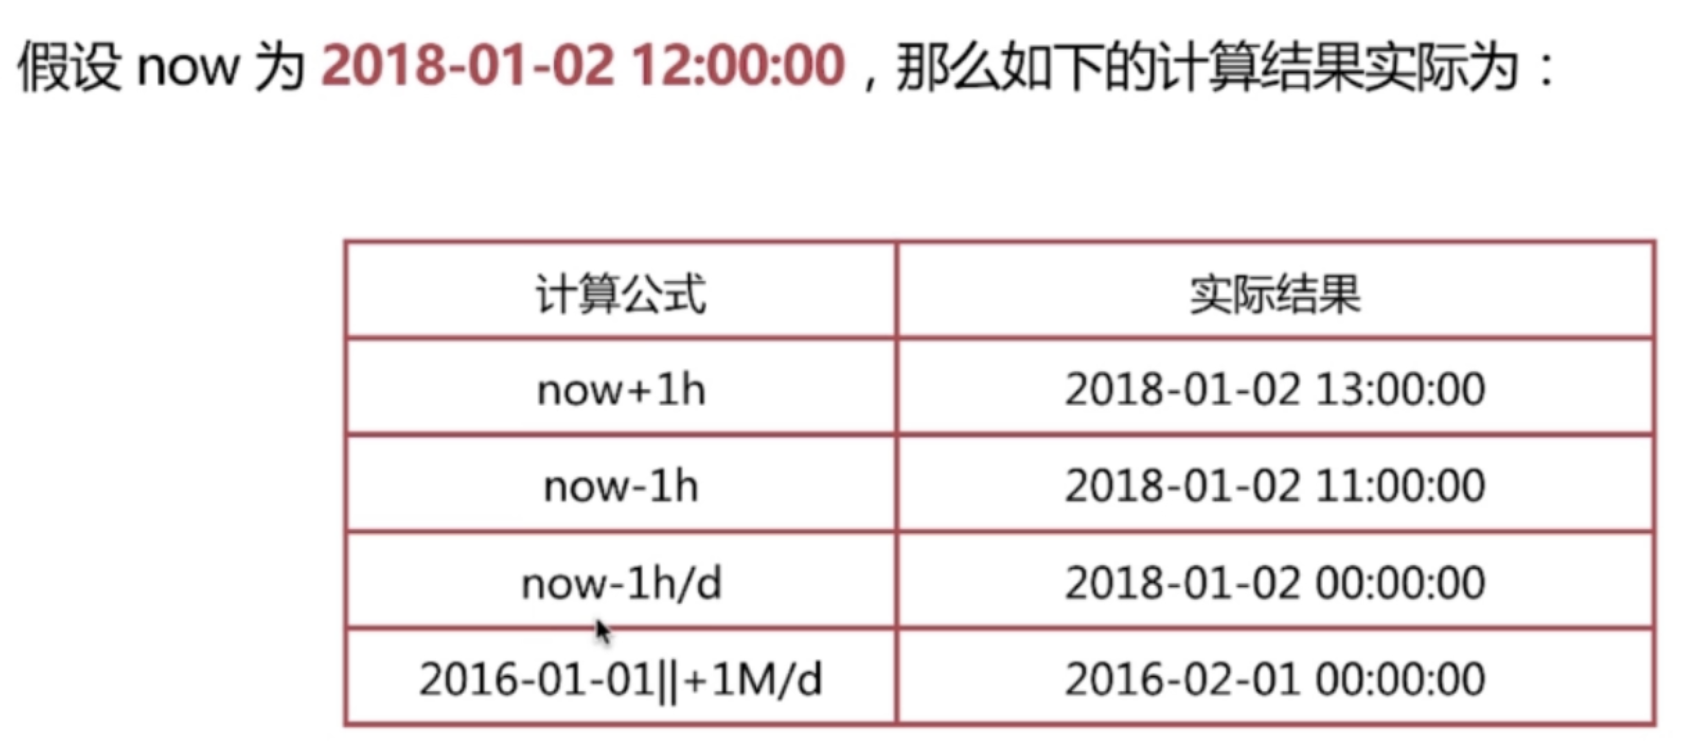 假设 now 为 2018-01-02 12:00:00，那么如下的计算结果实际为：
计算公式 实际结果
now+1h 2018-01-02 13:00:00
now-1h 2018-01-02 11:00:00
now-1h/d 2018-01-02 00:00:00
2016-01-01||+1M/d 2016-02-01 00:00:00